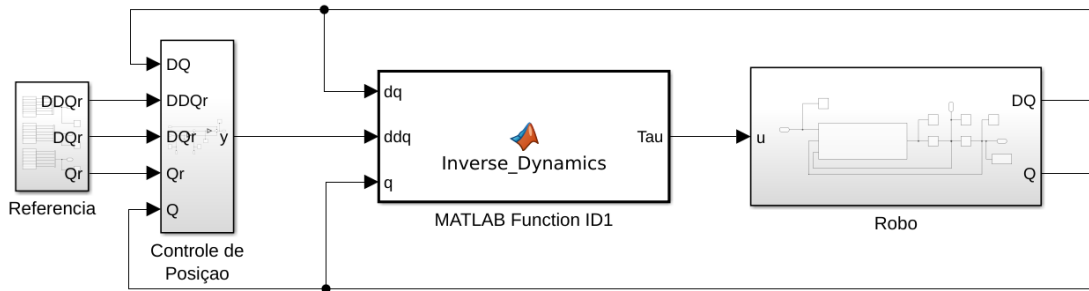 DDQr
DQr
Qr
Referencia
DQ
DDQr
DQr
Qr
Q
y
Controle de
Posiçao
dq
ddq
q
Inverse_Dynamics
Tau
MATLAB Function ID1
u
DQ
Q
Robo